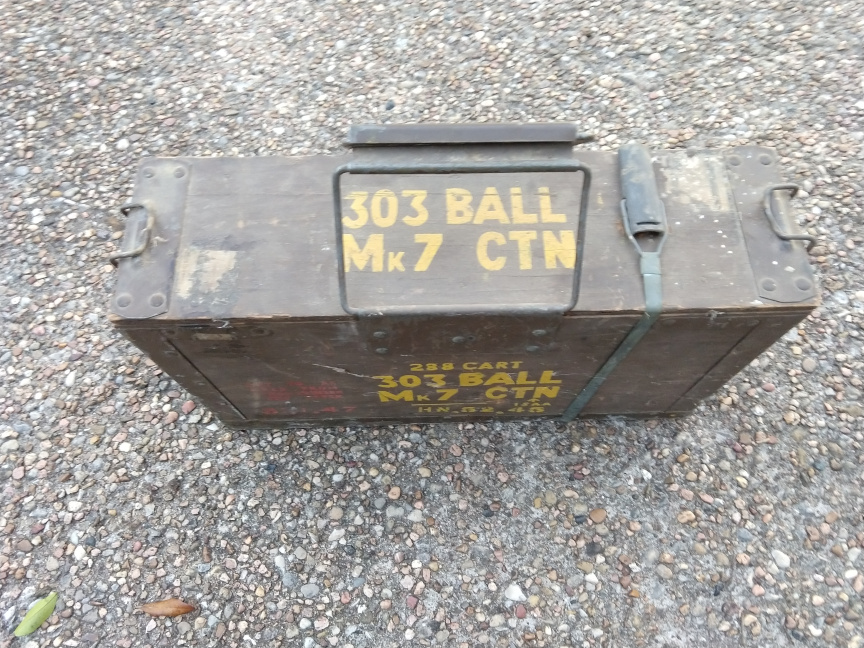 303 BALL
Mk7 CTN
288 CART
303 BALL
Mk7 CTN